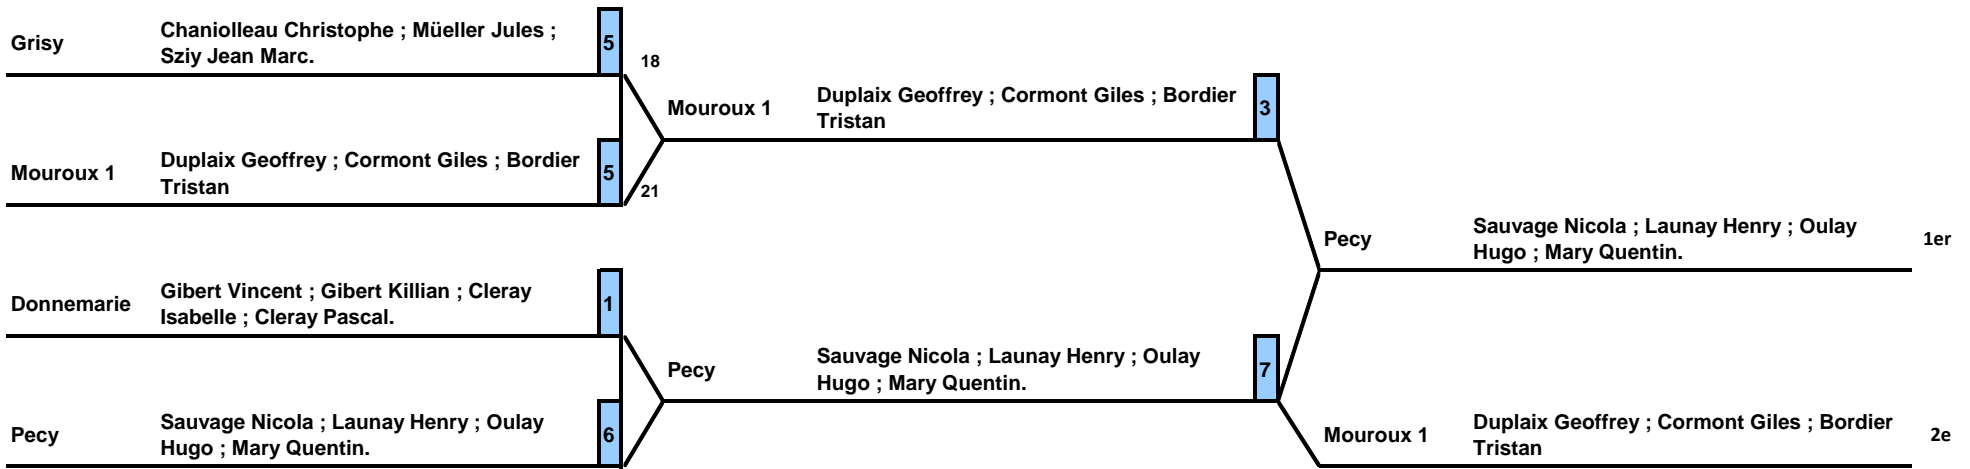 Grisy
Chaniolleau Christophe ; Müeller Jules ;
Sziy Jean Marc.
5
18
Mouroux 1
Duplaix Geoffrey ; Cormont Giles ; Bordier
Tristan
5
21
Mouroux 1
Duplaix Geoffrey ; Cormont Giles ; Bordier
Tristan
3
Donnemarie
Gibert Vincent ; Gibert Killian ; Cleray
Isabelle ; Cleray Pascal.
1
Pecy
Sauvage Nicola ; Launay Henry ; Oulay
Hugo ; Mary Quentin.
6
Pecy
Sauvage Nicola ; Launay Henry ; Oulay
Hugo ; Mary Quentin.
7
Pecy
Sauvage Nicola ; Launay Henry ; Oulay
Hugo ; Mary Quentin.
1er
Mouroux 1
Duplaix Geoffrey ; Cormont Giles ; Bordier
Tristan
2e